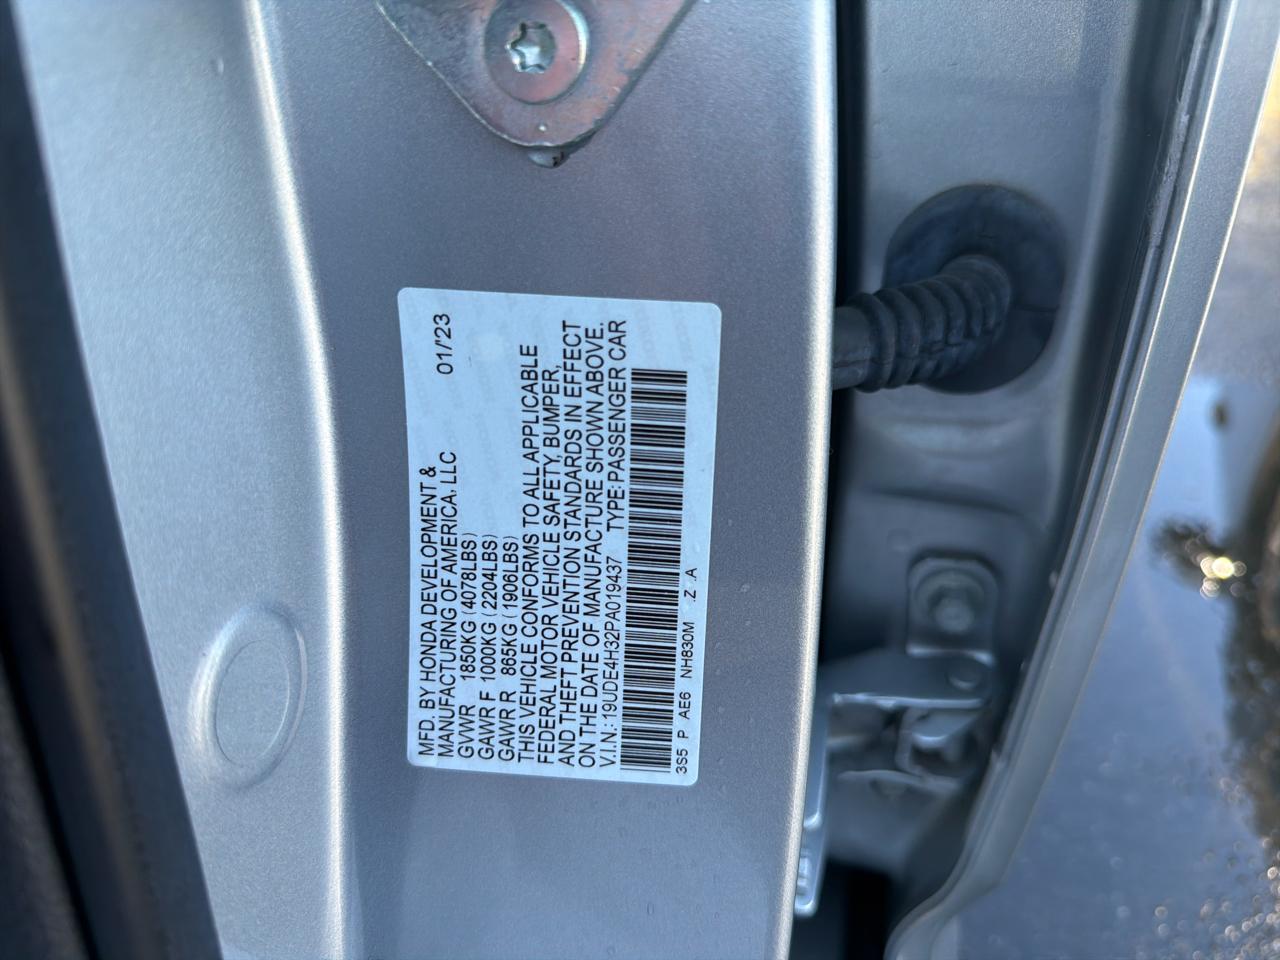 MFD. BY HONDA DEVELOPMENT &
MANUFACTURING OF AMERICA, LLC 01/'23
GVWR 1850KG (4078LBS)
GAWR F 1000KG (2204LBS)
GAWR R 865KG (1906LBS)
THIS VEHICLE CONFORMS TO ALL APPLICABLE
FEDERAL MOTOR VEHICLE SAFETY, BUMPER,
AND THEFT PREVENTION STANDARDS IN EFFECT
ON THE DATE OF MANUFACTURE SHOWN ABOVE.
V.I.N.: 19UDE4H32PA019437 TYPE: PASSENGER CAR
3S5 P AE6 NH830M .Z .A